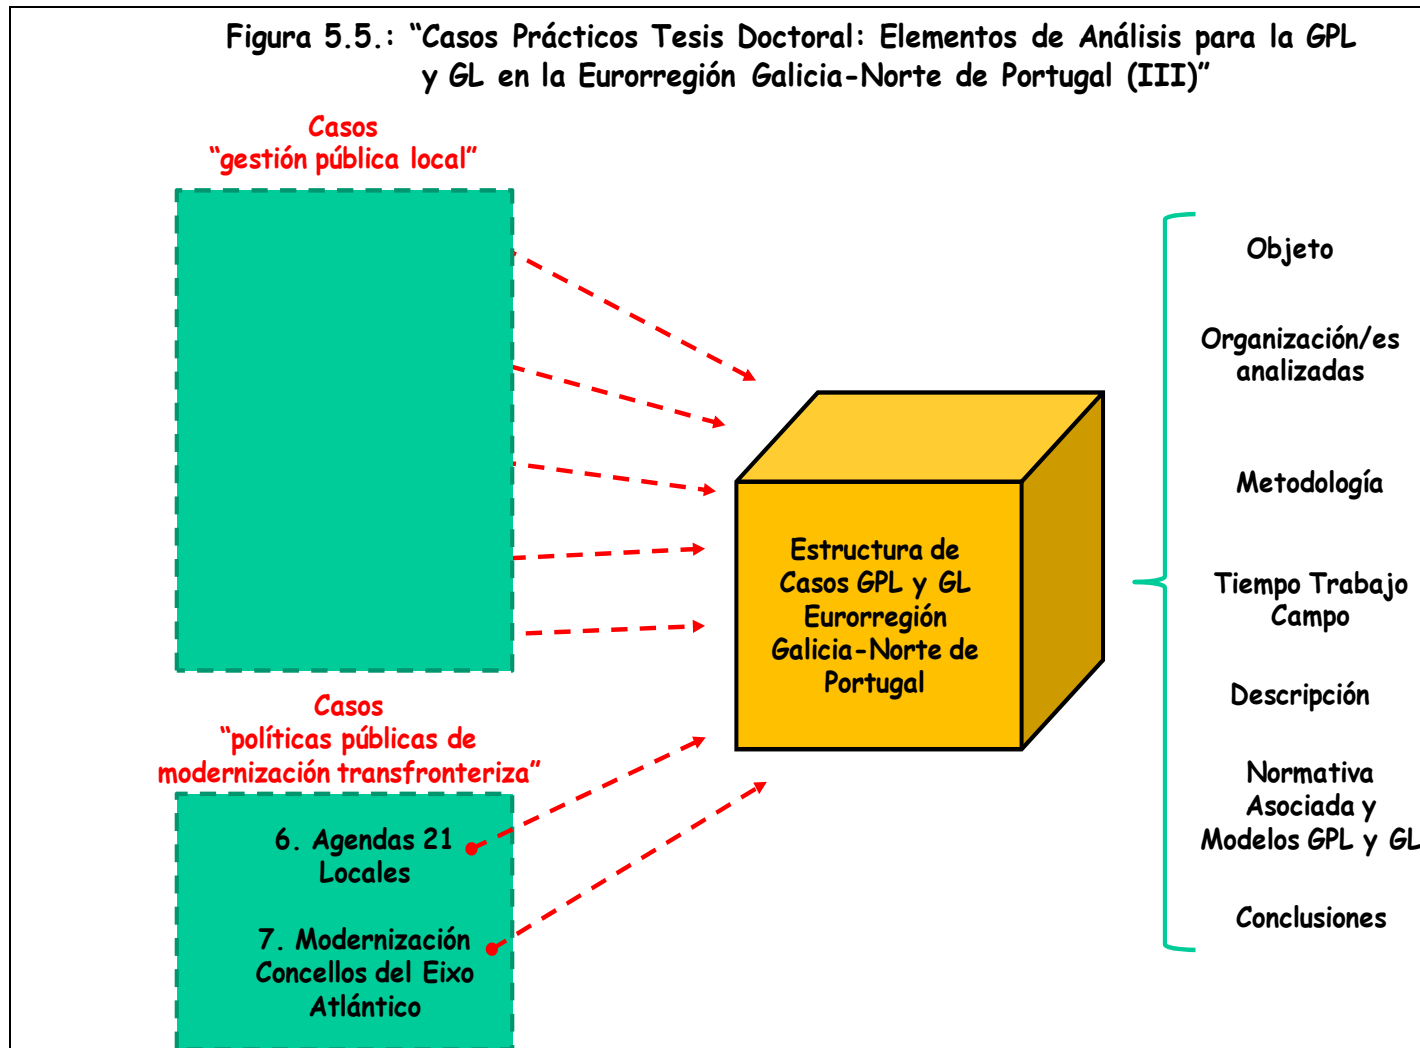 Figura 5.5.: “Casos Prácticos Tesis Doctoral: Elementos de Análisis para la GPL
y GL en la Eurorregión Galicia-Norte de Portugal (III)”
Casos
“gestión pública local”
Casos
“políticas públicas de
modernización transfronteriza”
6. Agendas 21
Locales
7. Modernización
Concellos del Eixo
Atlántico
Estructura de
Casos GPL y GL
Eurorregión
Galicia-Norte de
Portugal
Objeto
Organización/es
analizadas
Metodología
Tiempo Trabajo
Campo
Descripción
Normativa
Asociada y
Modelos GPL y GL
Conclusiones